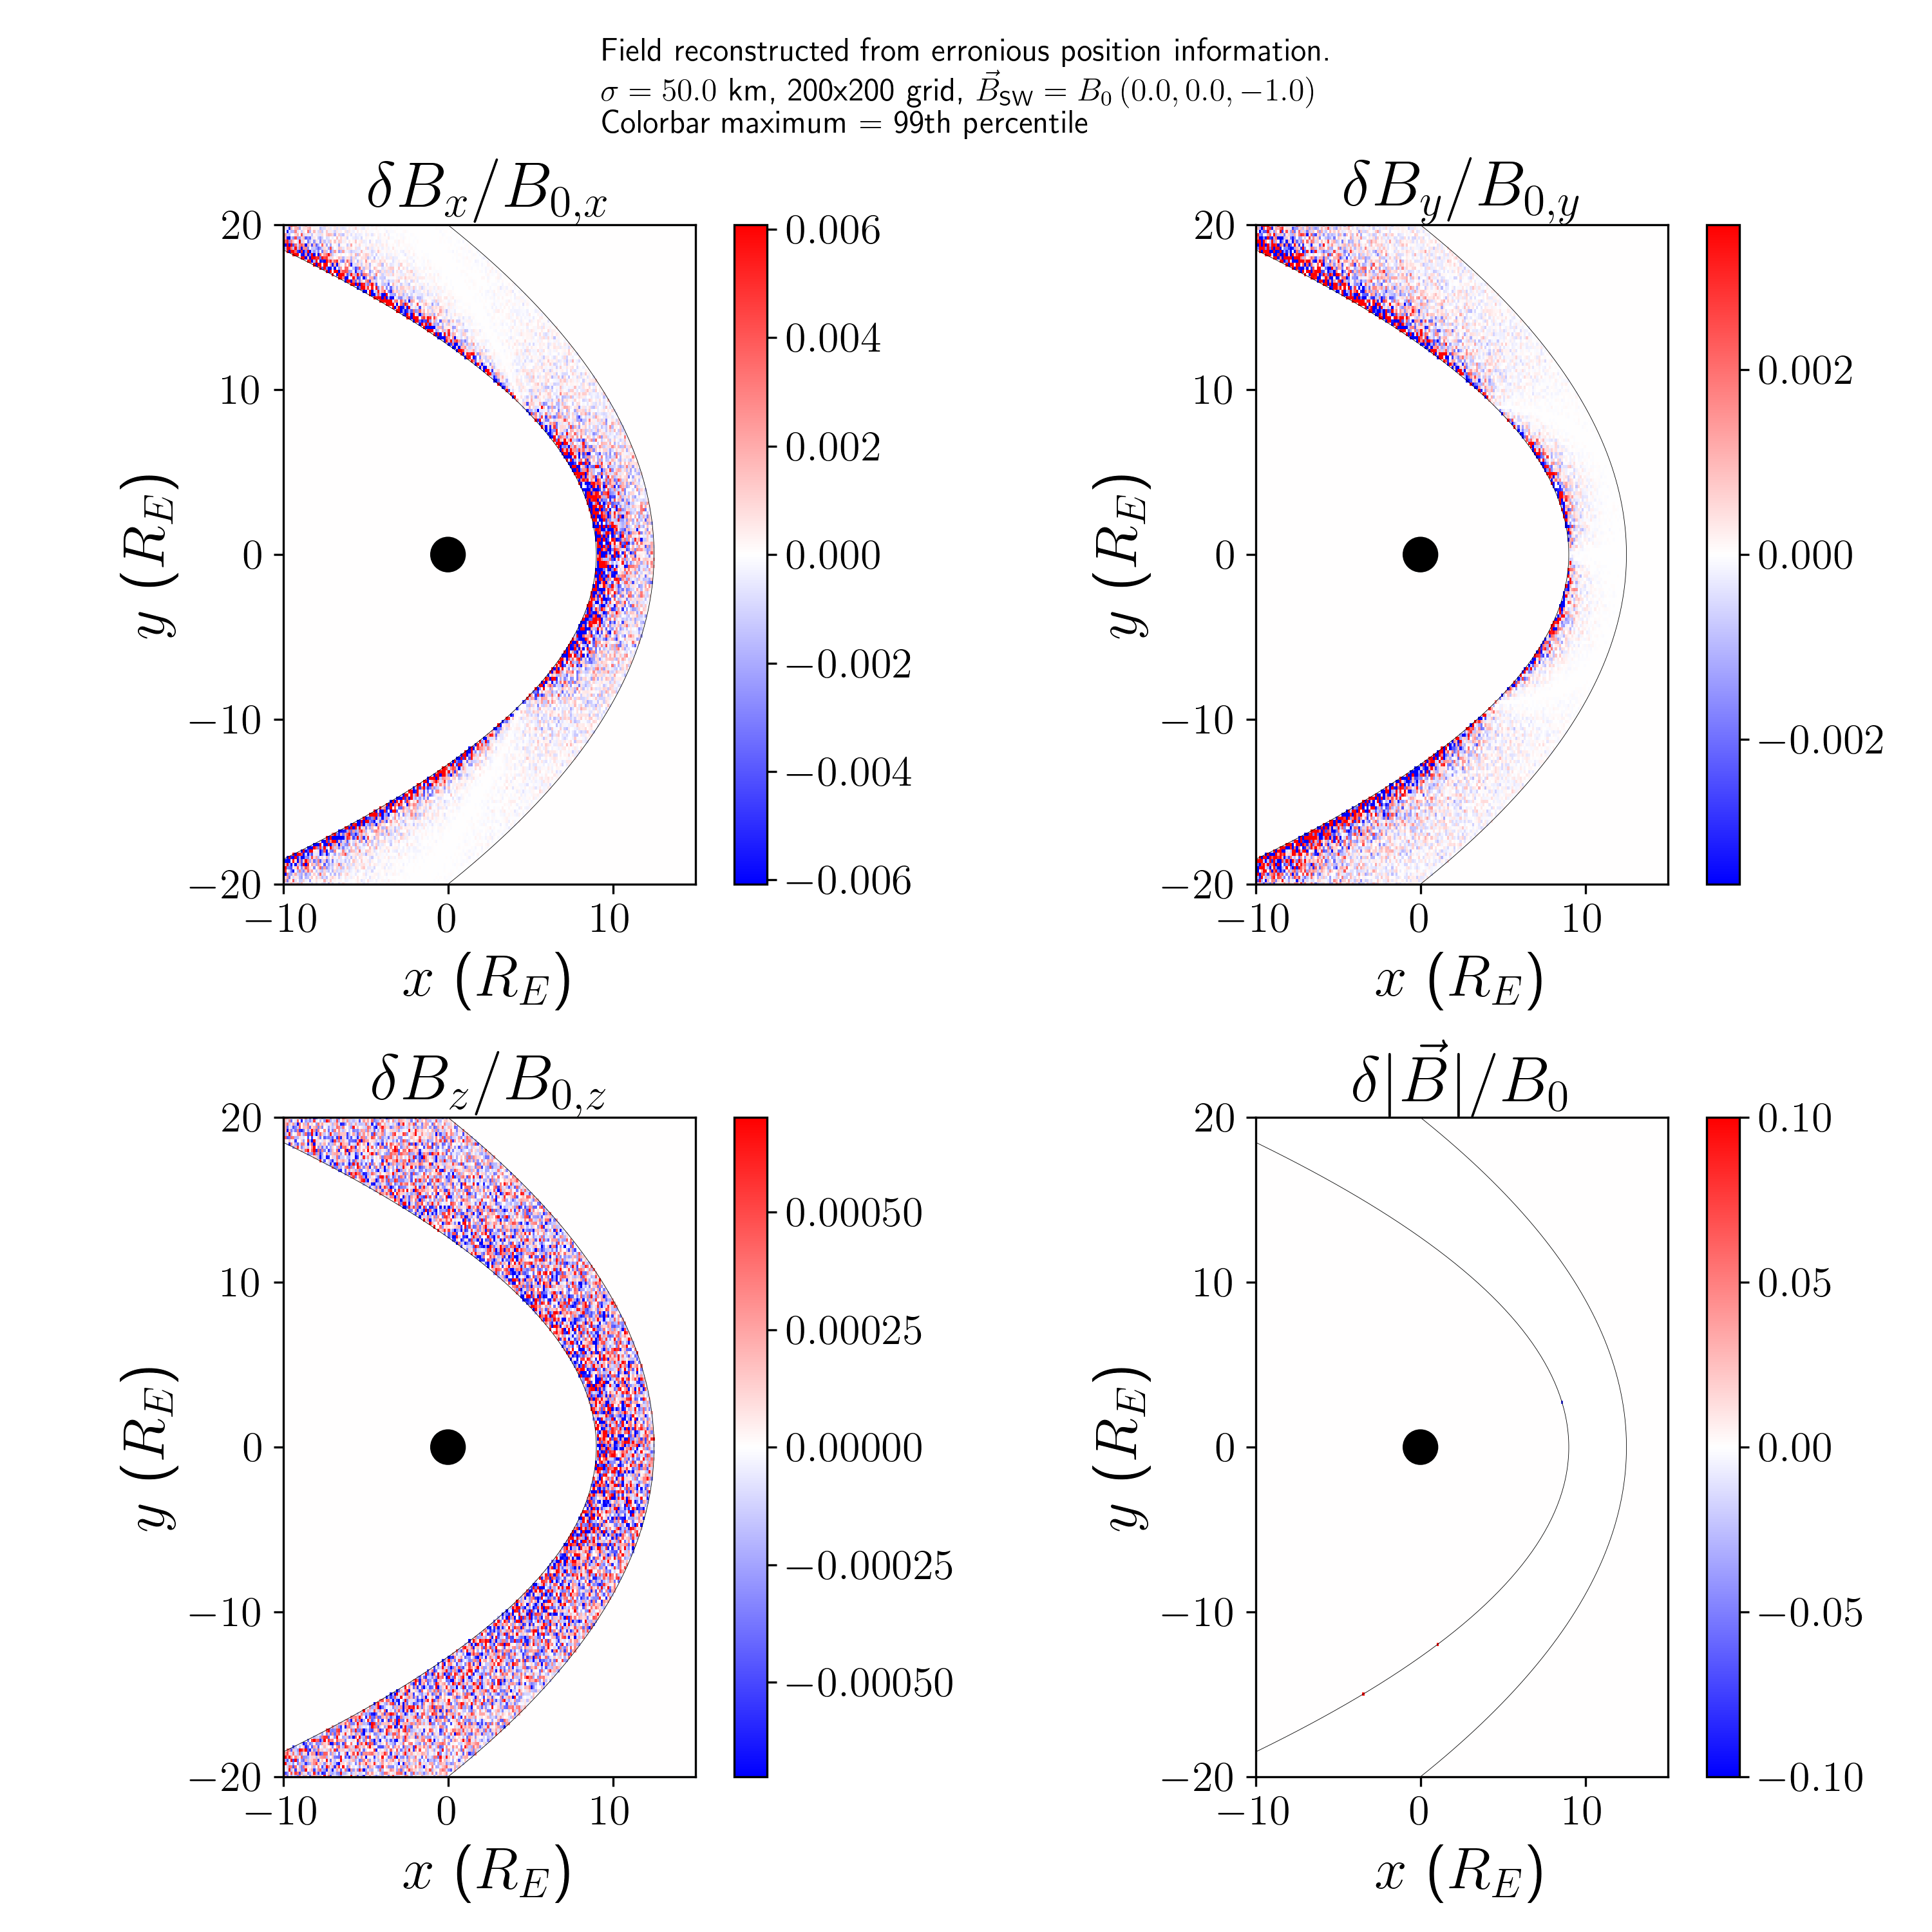 Field reconstructed from erronious position information.
σ = 50.0 km, 200x200 grid, B⃗_SW = B₀ (0.0, 0.0, −1.0)
Colorbar maximum = 99th percentile
δB_x/B_{0,x}
20
10
0
−10
−20
y (R_E)
−10 0 10
x (R_E)
0.006
0.004
0.002
0.000
−0.002
−0.004
−0.006
δB_y/B_{0,y}
20
10
0
−10
−20
y (R_E)
−10 0 10
x (R_E)
0.002
0.000
−0.002
δB_z/B_{0,z}
20
10
0
−10
−20
y (R_E)
−10 0 10
x (R_E)
0.00050
0.00025
0.00000
−0.00025
−0.00050
δ|B⃗|/B₀
20
10
0
−10
−20
y (R_E)
−10 0 10
x (R_E)
0.10
0.05
0.00
−0.05
−0.10